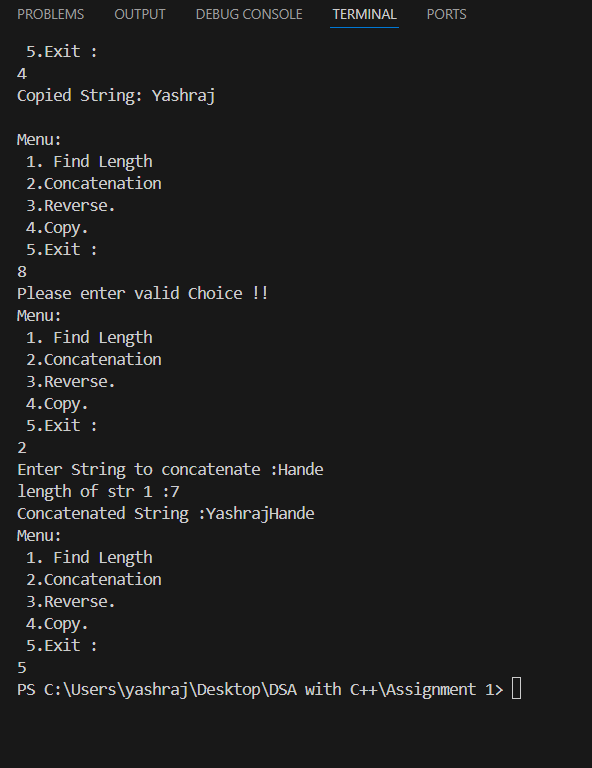 PROBLEMS OUTPUT DEBUG CONSOLE TERMINAL PORTS
5.Exit :
4
Copied String: Yashraj
Menu:
1. Find Length
2.Concatenation
3.Reverse.
4.Copy.
5.Exit :
8
Please enter valid Choice !!
Menu:
1. Find Length
2.Concatenation
3.Reverse.
4.Copy.
5.Exit :
2
Enter String to concatenate :Hande
length of str 1 :7
Concatenated String :YashrajHande
Menu:
1. Find Length
2.Concatenation
3.Reverse.
4.Copy.
5.Exit :
5
PS C:\Users\yashraj\Desktop\DSA with C++\Assignment 1>